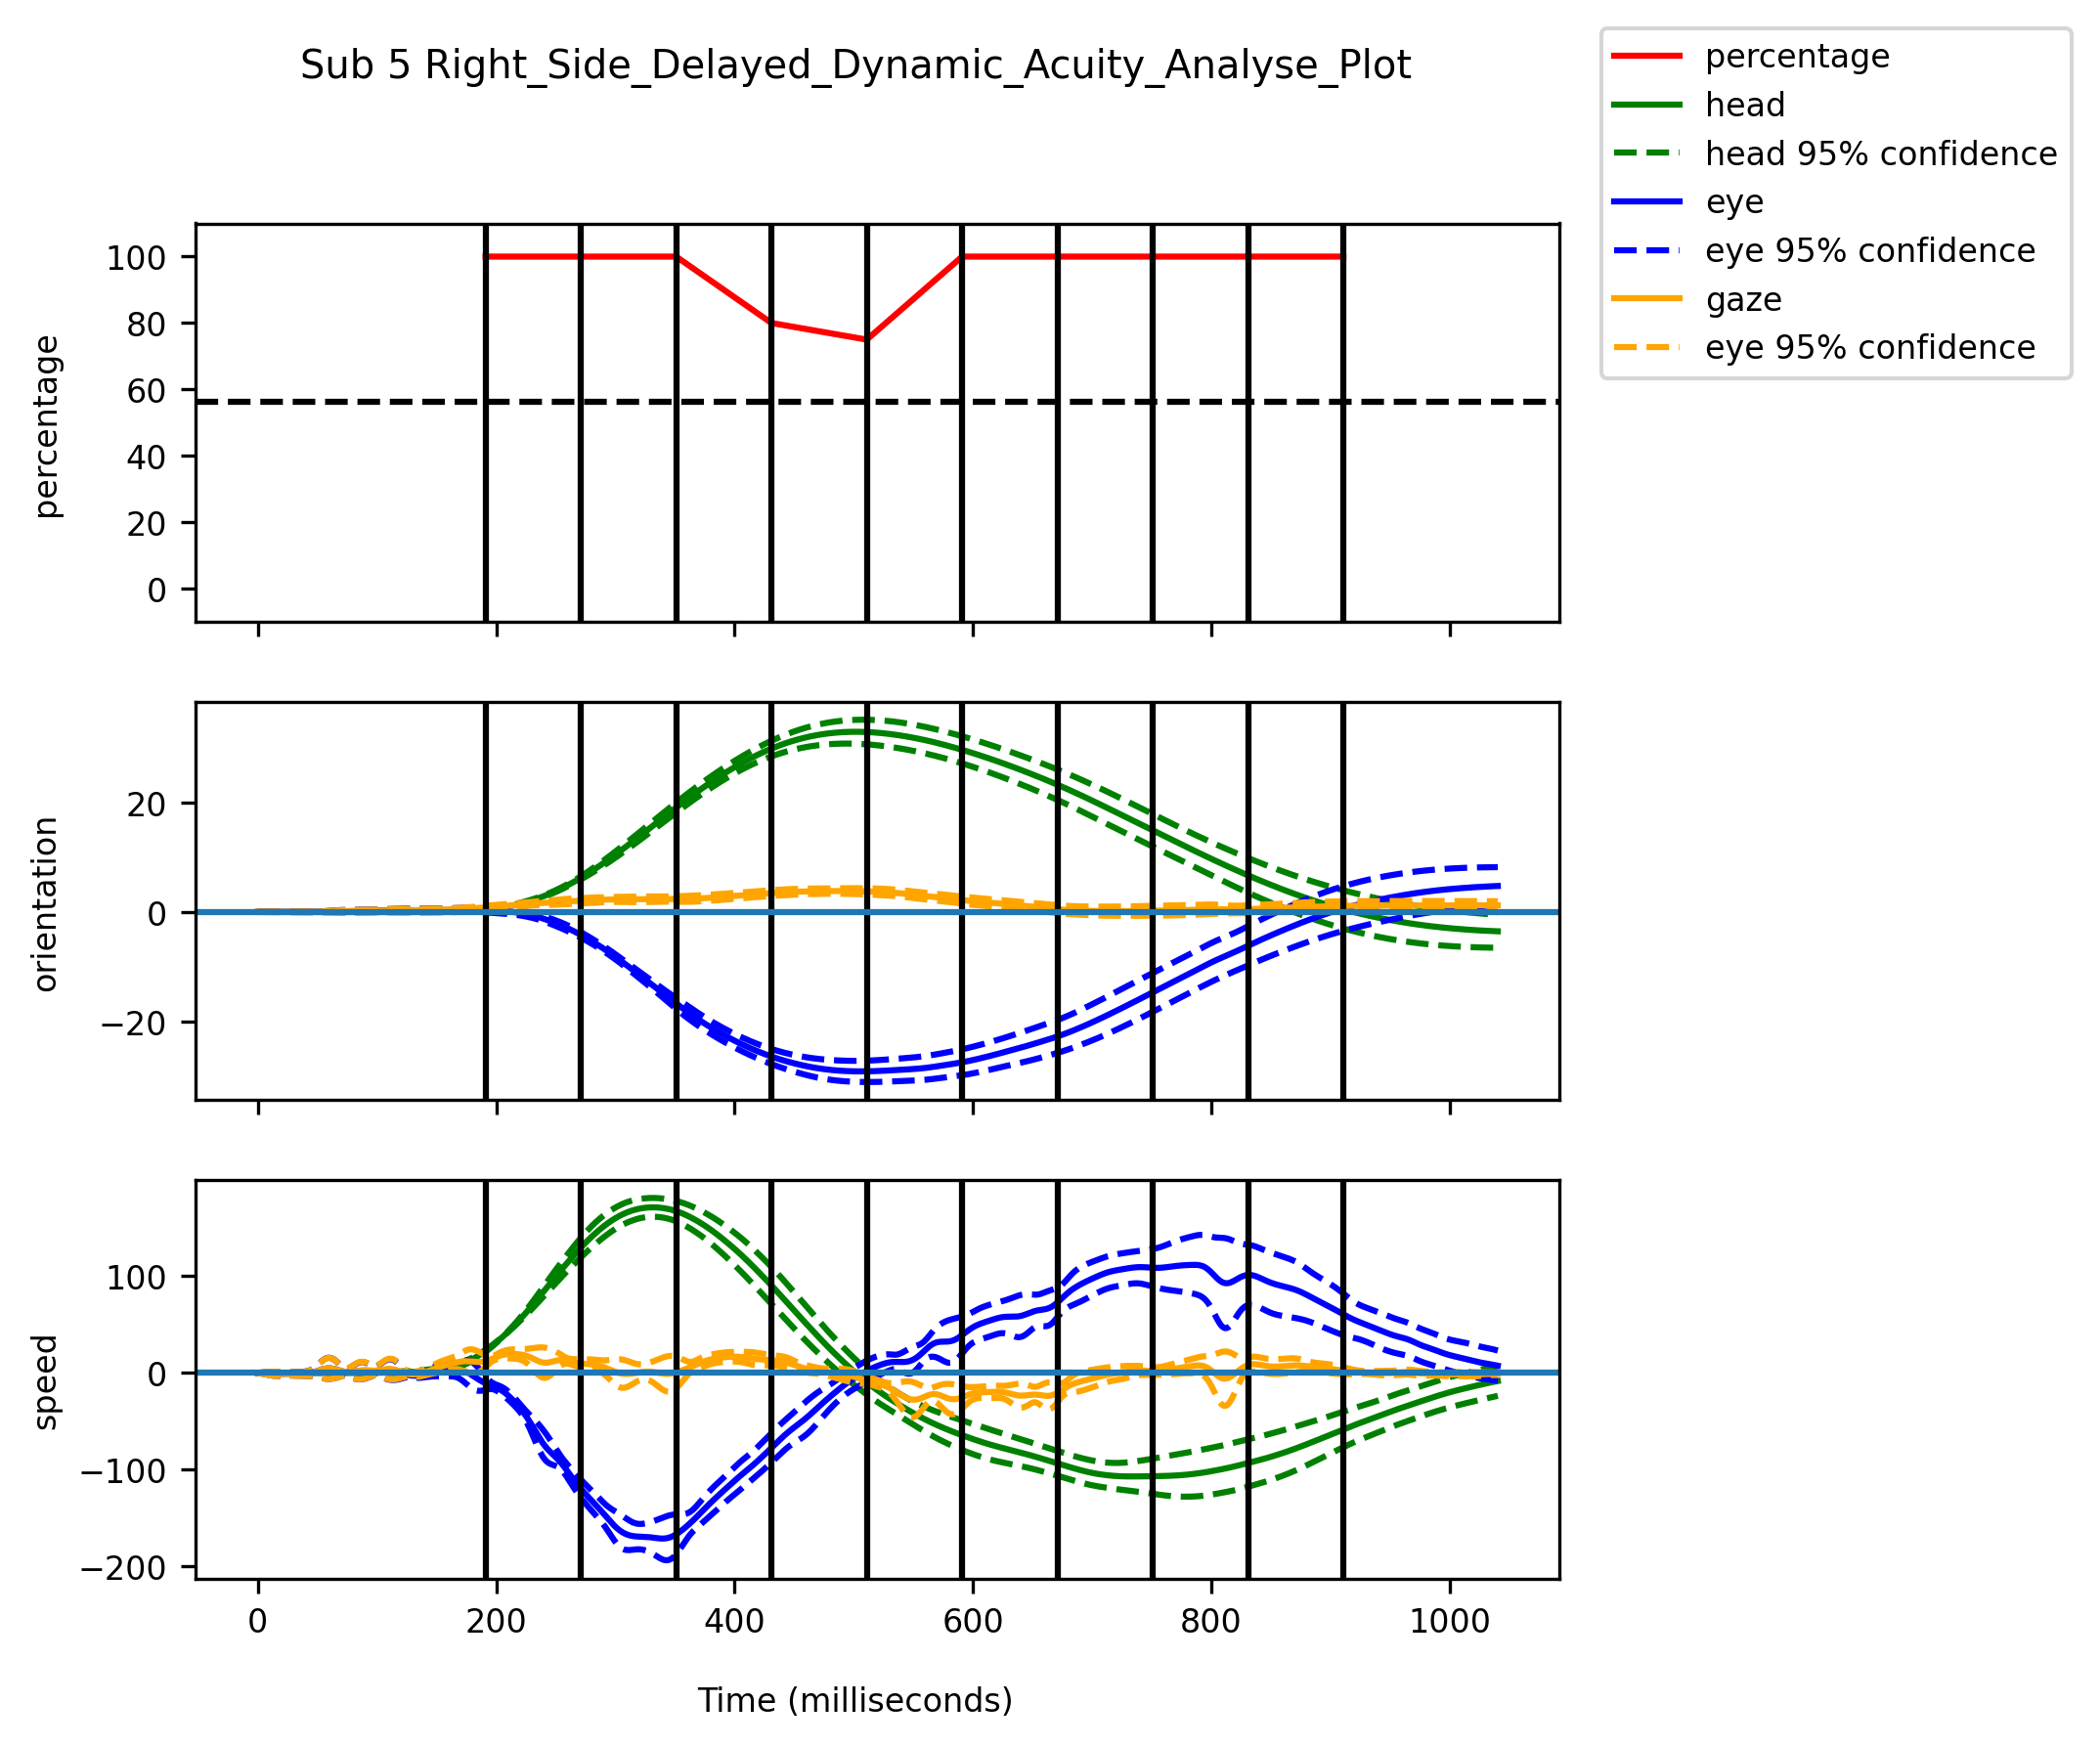 Sub 5 Right_Side_Delayed_Dynamic_Acuity_Analyse_Plot
percentage
head
head 95% confidence
eye
eye 95% confidence
gaze
eye 95% confidence
percentage
100
80
60
40
20
0
orientation
20
0
−20
speed
100
0
−100
−200
0 200 400 600 800 1000
Time (milliseconds)